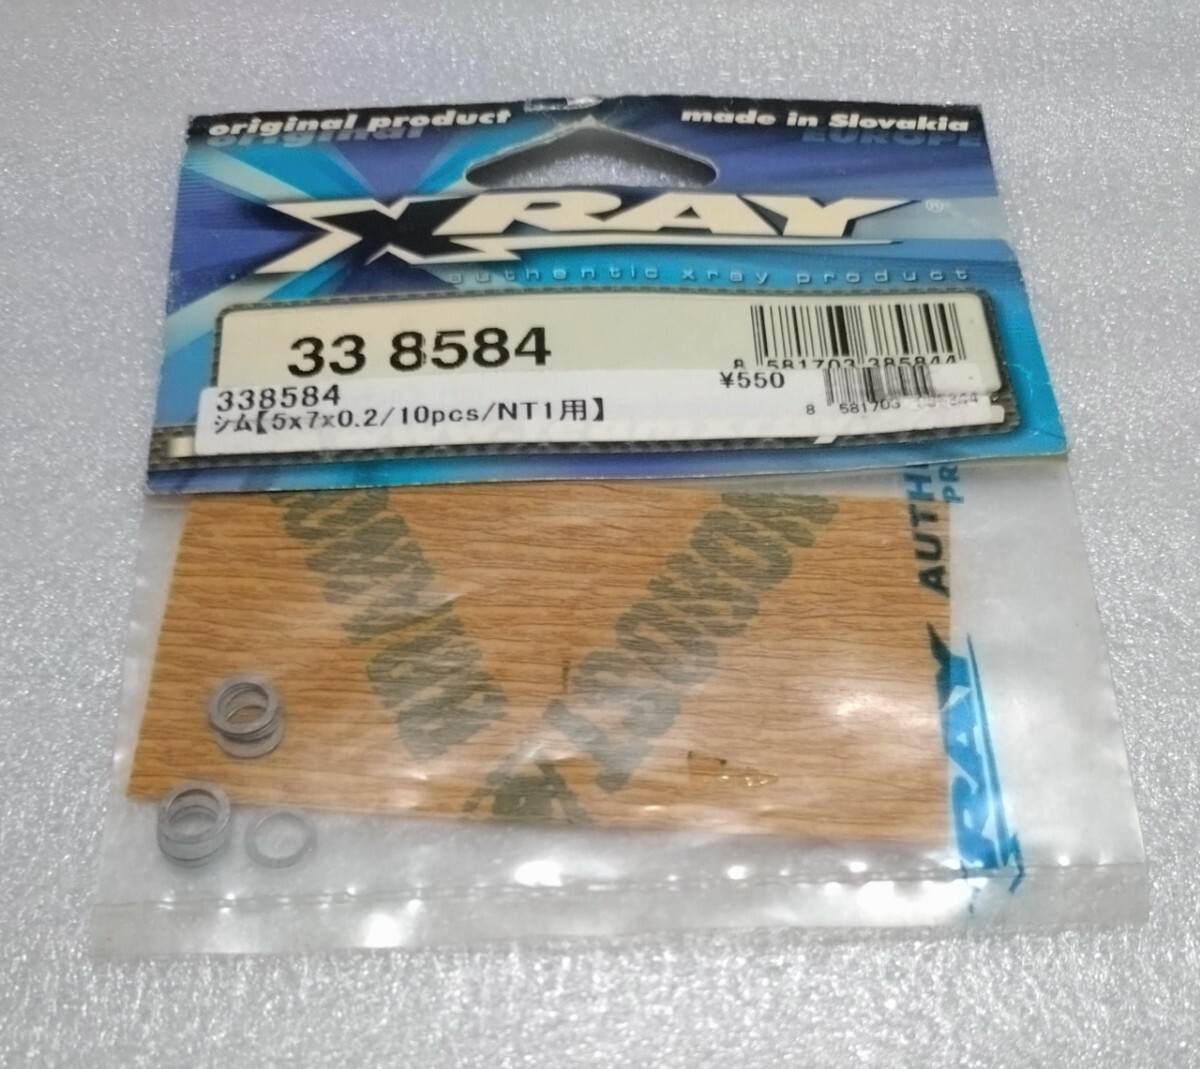 original product
made in Slovakia
EUROPE
XRAY®
authentic xray product
33 8584
8 581703 385844
338584
¥550
シム【5x7x0.2/10pcs/NT1用】
8 581703
AUTH
PR
XRAY